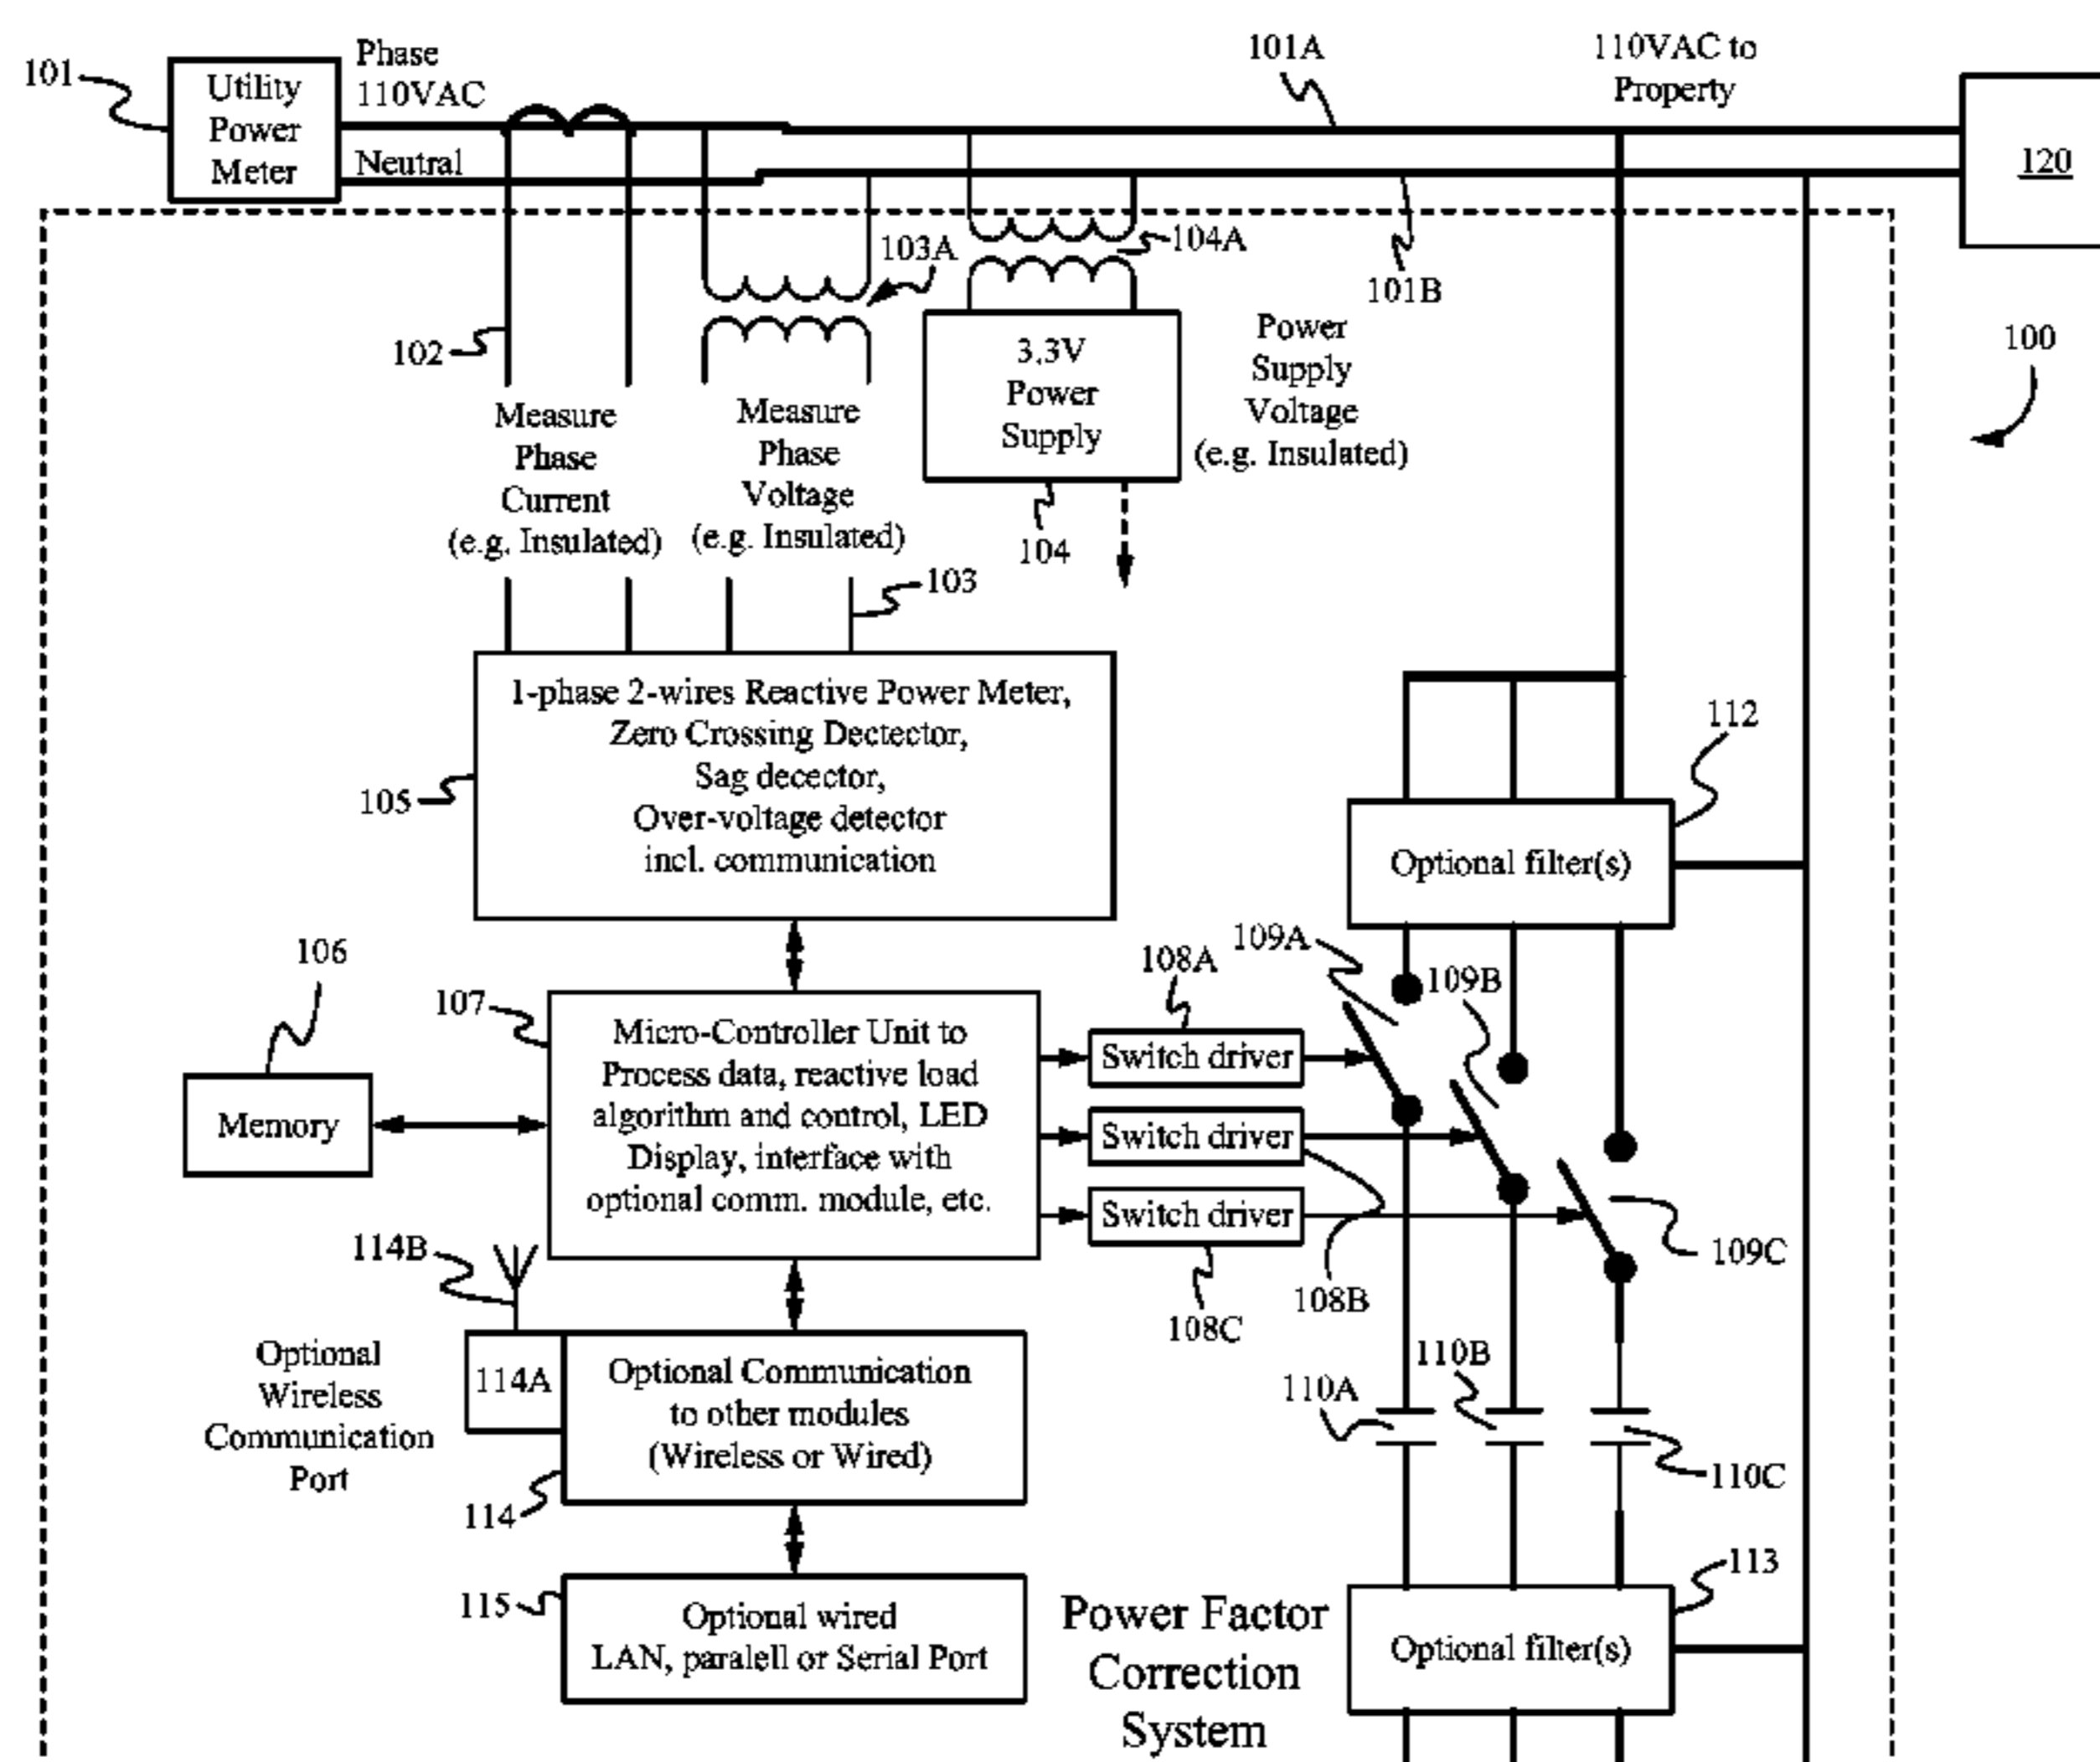 101
Utility
Power
Meter
Phase
110VAC
Neutral
101A
110VAC to
Property
120
103A
104A
101B
100
102
3.3V
Power
Supply
Power
Supply
Voltage
(e.g. Insulated)
Measure
Phase
Current
(e.g. Insulated)
Measure
Phase
Voltage
(e.g. Insulated)
104
103
1-phase 2-wires Reactive Power Meter,
Zero Crossing Dectector,
Sag decector,
Over-voltage detector
incl. communication
105
112
Optional filter(s)
106
Memory
107
Micro-Controller Unit to
Process data, reactive load
algorithm and control, LED
Display, interface with
optional comm. module, etc.
108A
Switch driver
Switch driver
Switch driver
108B
108C
109A
109B
109C
114B
Optional
Wireless
Communication
Port
114A
Optional Communication
to other modules
(Wireless or Wired)
114
110A
110B
110C
115
Optional wired
LAN, paralell or Serial Port
Power Factor
Correction
System
113
Optional filter(s)